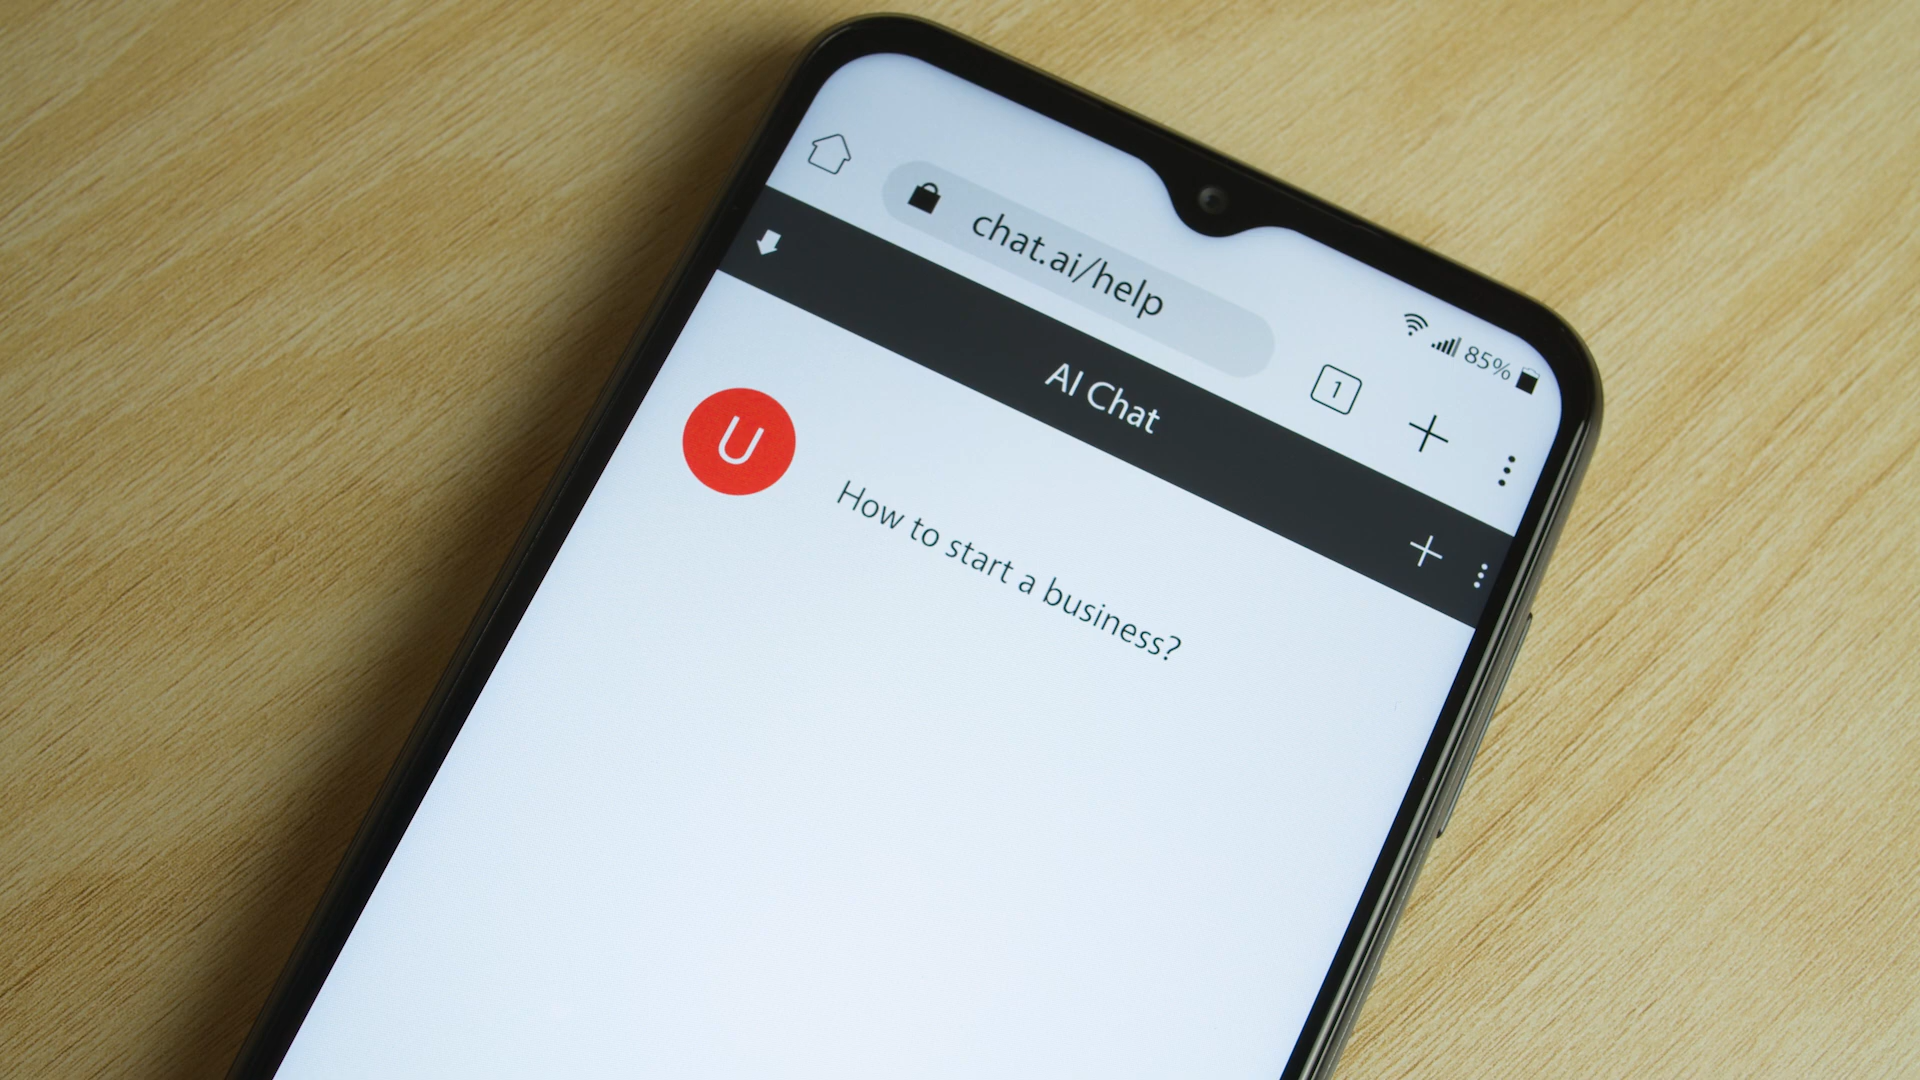 chat.ai/help
85%
1
AI Chat
U
How to start a business?